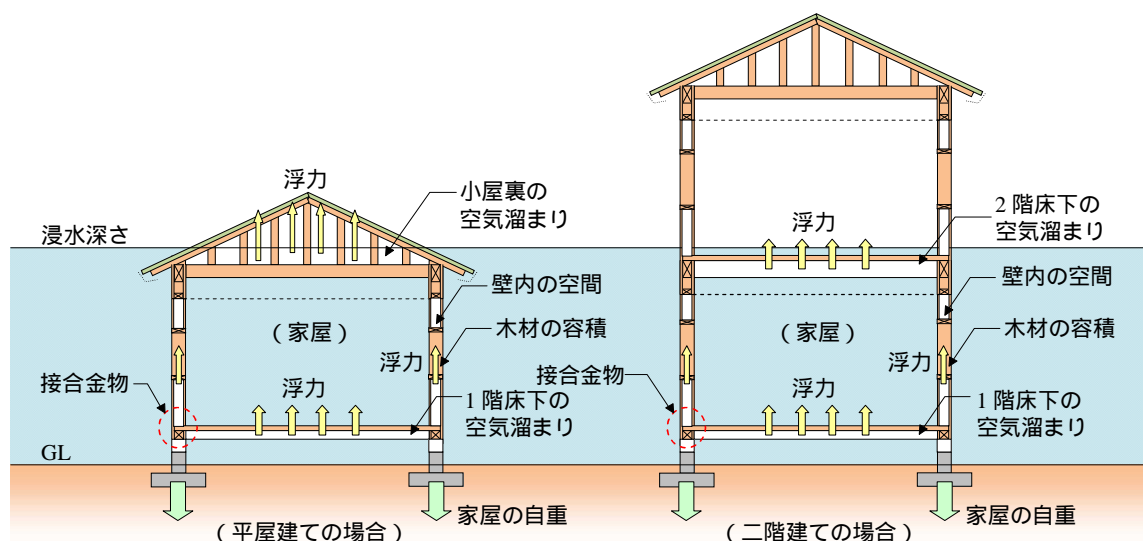 浮力
小屋裏の
空気溜まり
浸水深さ
壁内の空間
（家屋）
木材の容積
浮力
接合金物
浮力
1 階床下の
空気溜まり
GL
家屋の自重
（平屋建ての場合）
浮力
2 階床下の
空気溜まり
壁内の空間
（家屋）
木材の容積
浮力
接合金物
浮力
1 階床下の
空気溜まり
家屋の自重
（二階建ての場合）